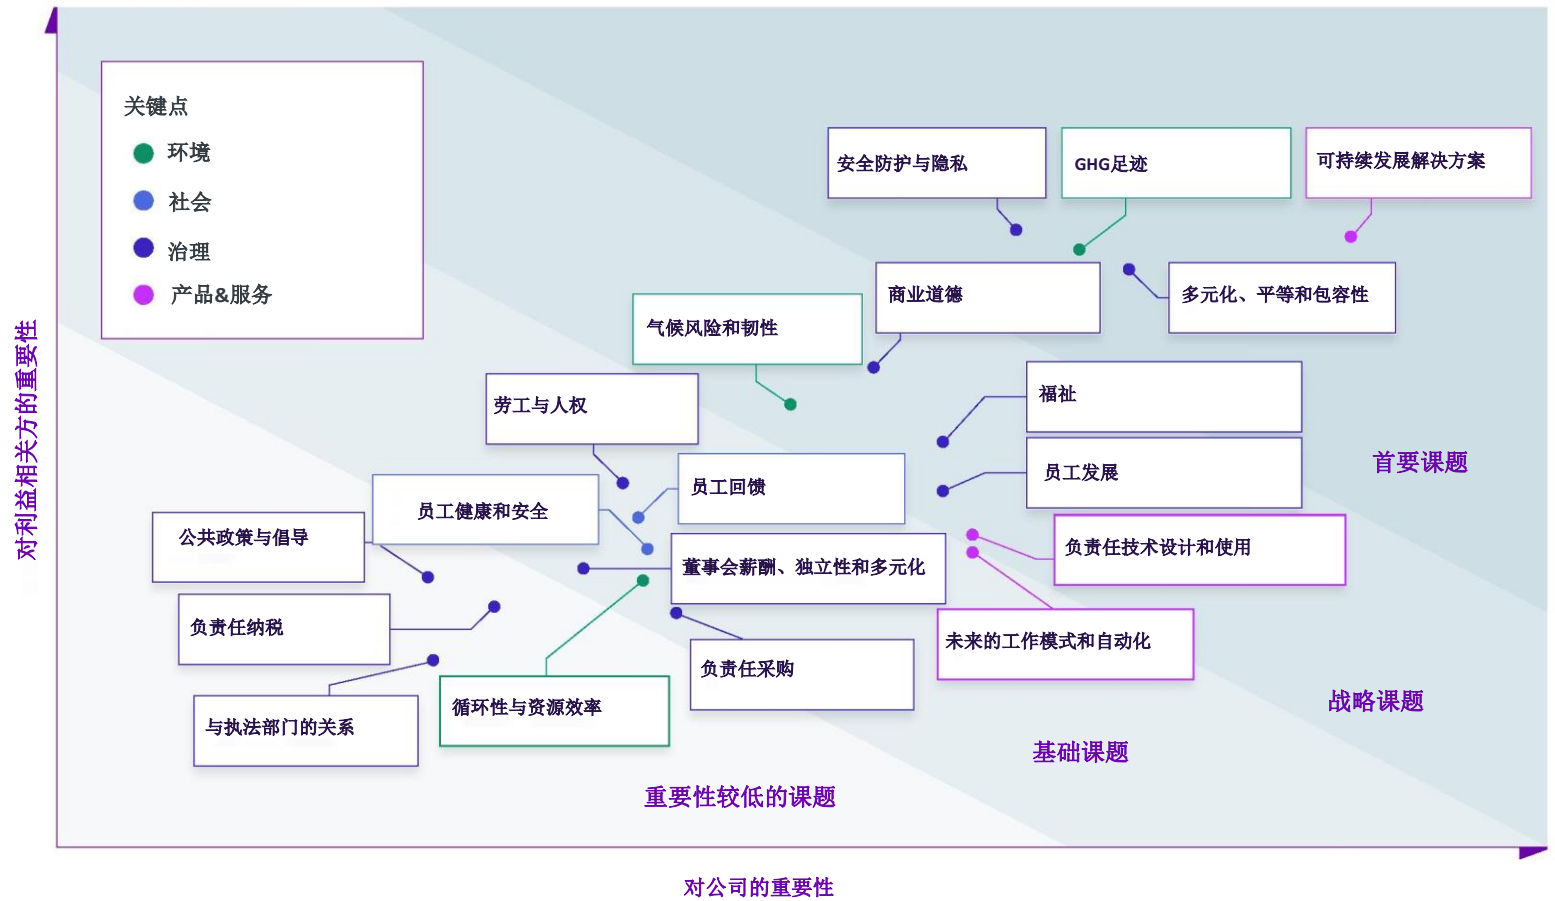 关键点
环境
社会
治理
产品&服务
安全防护与隐私
GHG足迹
可持续发展解决方案
商业道德
多元化、平等和包容性
气候风险和韧性
劳工与人权
福祉
员工发展
首要课题
员工回馈
员工健康和安全
公共政策与倡导
负责任技术设计和使用
董事会薪酬、独立性和多元化
负责任纳税
未来的工作模式和自动化
负责任采购
与执法部门的关系
循环性与资源效率
战略课题
基础课题
重要性较低的课题
对利益相关方的重要性
对公司的重要性